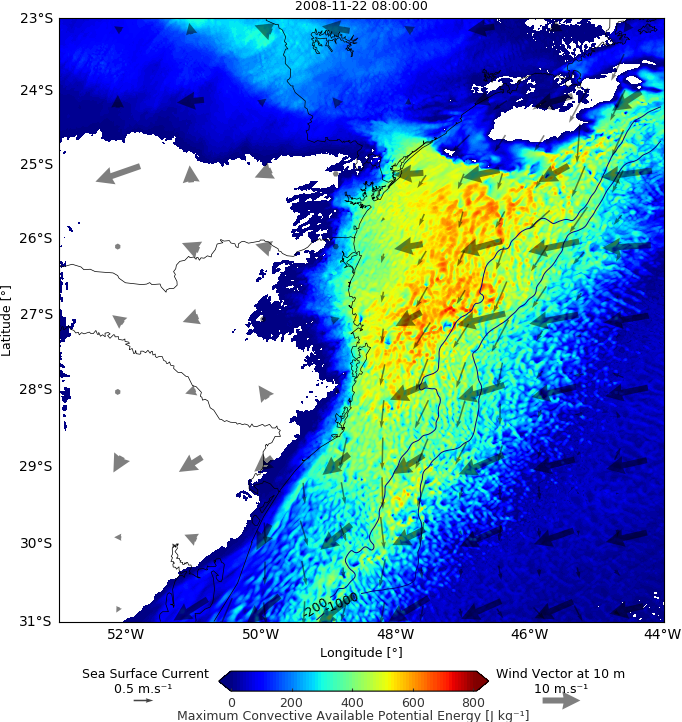 2008-11-22 08:00:00
23°S
24°S
25°S
26°S
27°S
28°S
29°S
30°S
31°S
Latitude [°]
-200
-1000
52°W 50°W 48°W 46°W 44°W
Longitude [°]
Sea Surface Current
0.5 m.s⁻¹
Wind Vector at 10 m
10 m.s⁻¹
0 200 400 600 800
Maximum Convective Available Potential Energy [J kg⁻¹]